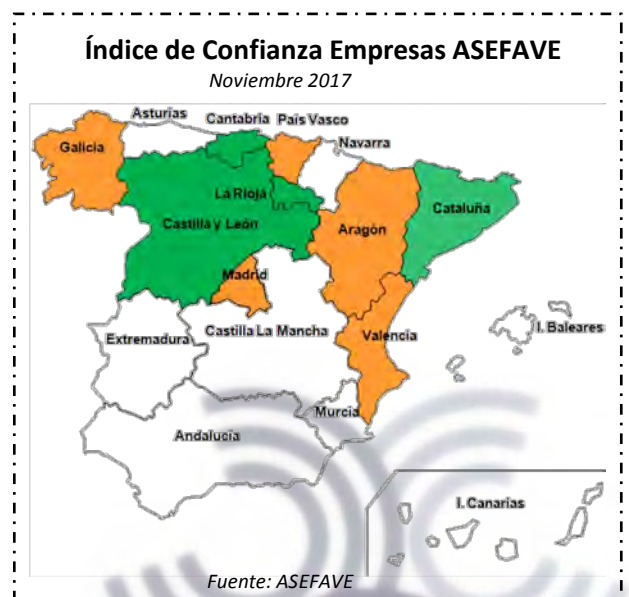 Índice de Confianza Empresas ASEFAVE
Noviembre 2017
Asturias
Cantabria
País Vasco
Navarra
Galicia
La Rioja
Castilla y León
Cataluña
Aragón
Madrid
Castilla La Mancha
Valencia
I. Baleares
Extremadura
Murcia
Andalucía
I. Canarias
Fuente: ASEFAVE